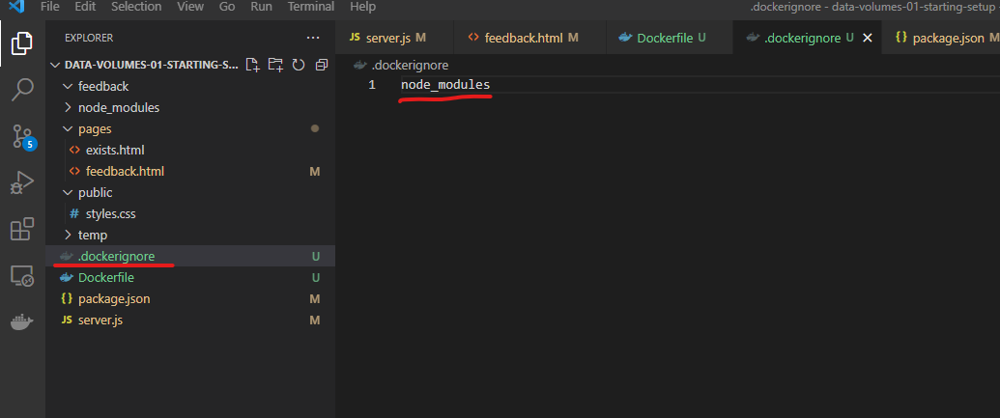 File Edit Selection View Go Run Terminal Help .dockerignore - data-volumes-01-starting-setup -
EXPLORER ...
JS server.js M <> feedback.html M Dockerfile U .dockerignore U × {} package.json M
DATA-VOLUMES-01-STARTING-S...
.dockerignore
feedback
1 node_modules
node_modules
pages
<> exists.html
<> feedback.html M
public
# styles.css
temp
.dockerignore U
5
Dockerfile U
{} package.json M
JS server.js M